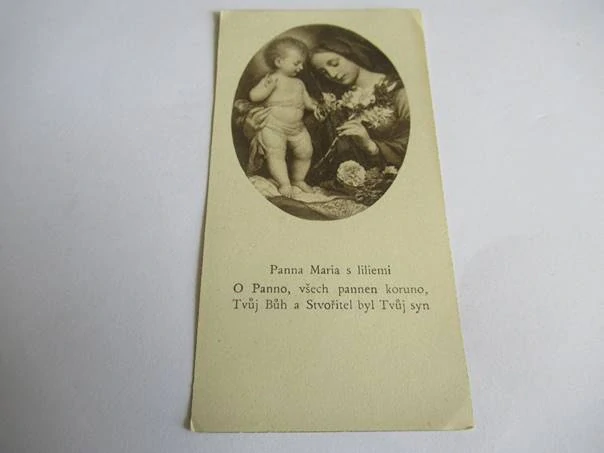 Panna Maria s liliemi
O Panno, všech pannen koruno,
Tvůj Bůh a Stvořitel byl Tvůj syn